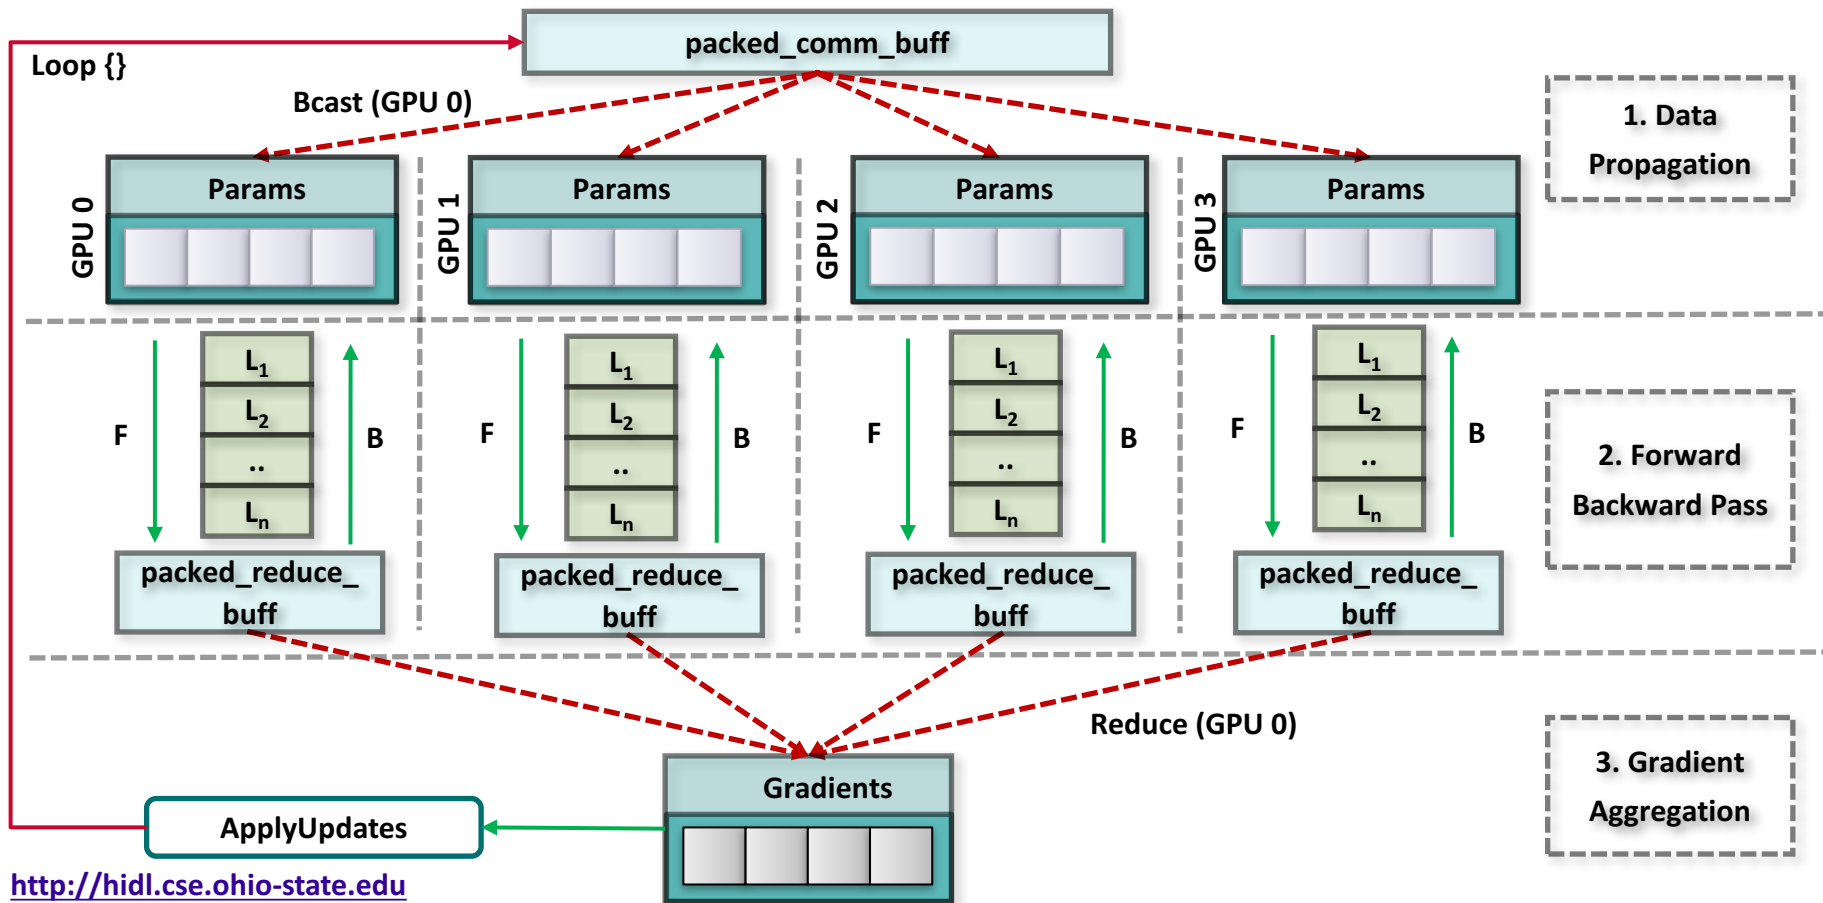 packed_comm_buff
Loop {}
Bcast (GPU 0)
1. Data
Propagation
GPU 0
Params
GPU 1
Params
GPU 2
Params
GPU 3
Params
F
L1
L2
..
Ln
B
F
L1
L2
..
Ln
B
F
L1
L2
..
Ln
B
F
L1
L2
..
Ln
B
2. Forward
Backward Pass
packed_reduce_
buff
packed_reduce_
buff
packed_reduce_
buff
packed_reduce_
buff
Reduce (GPU 0)
3. Gradient
Aggregation
Gradients
ApplyUpdates
http://hidl.cse.ohio-state.edu